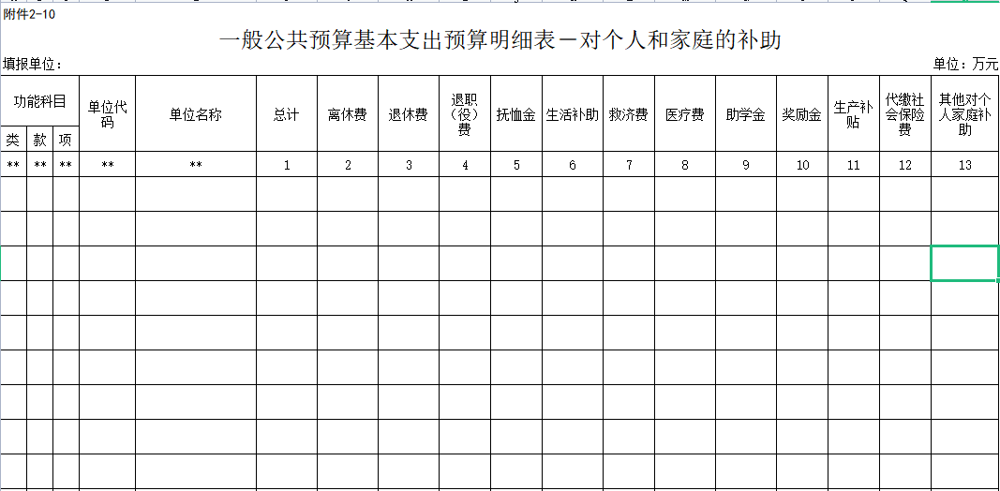 附件2-10
一般公共预算基本支出预算明细表－对个人和家庭的补助
填报单位： 单位：万元
功能科目 单位代码 单位名称 总计 离休费 退休费 退职（役）费 抚恤金 生活补助 救济费 医疗费 助学金 奖励金 生产补贴 代缴社会保险费 其他对个人家庭补助
类 款 项
** ** ** ** ** 1 2 3 4 5 6 7 8 9 10 11 12 13